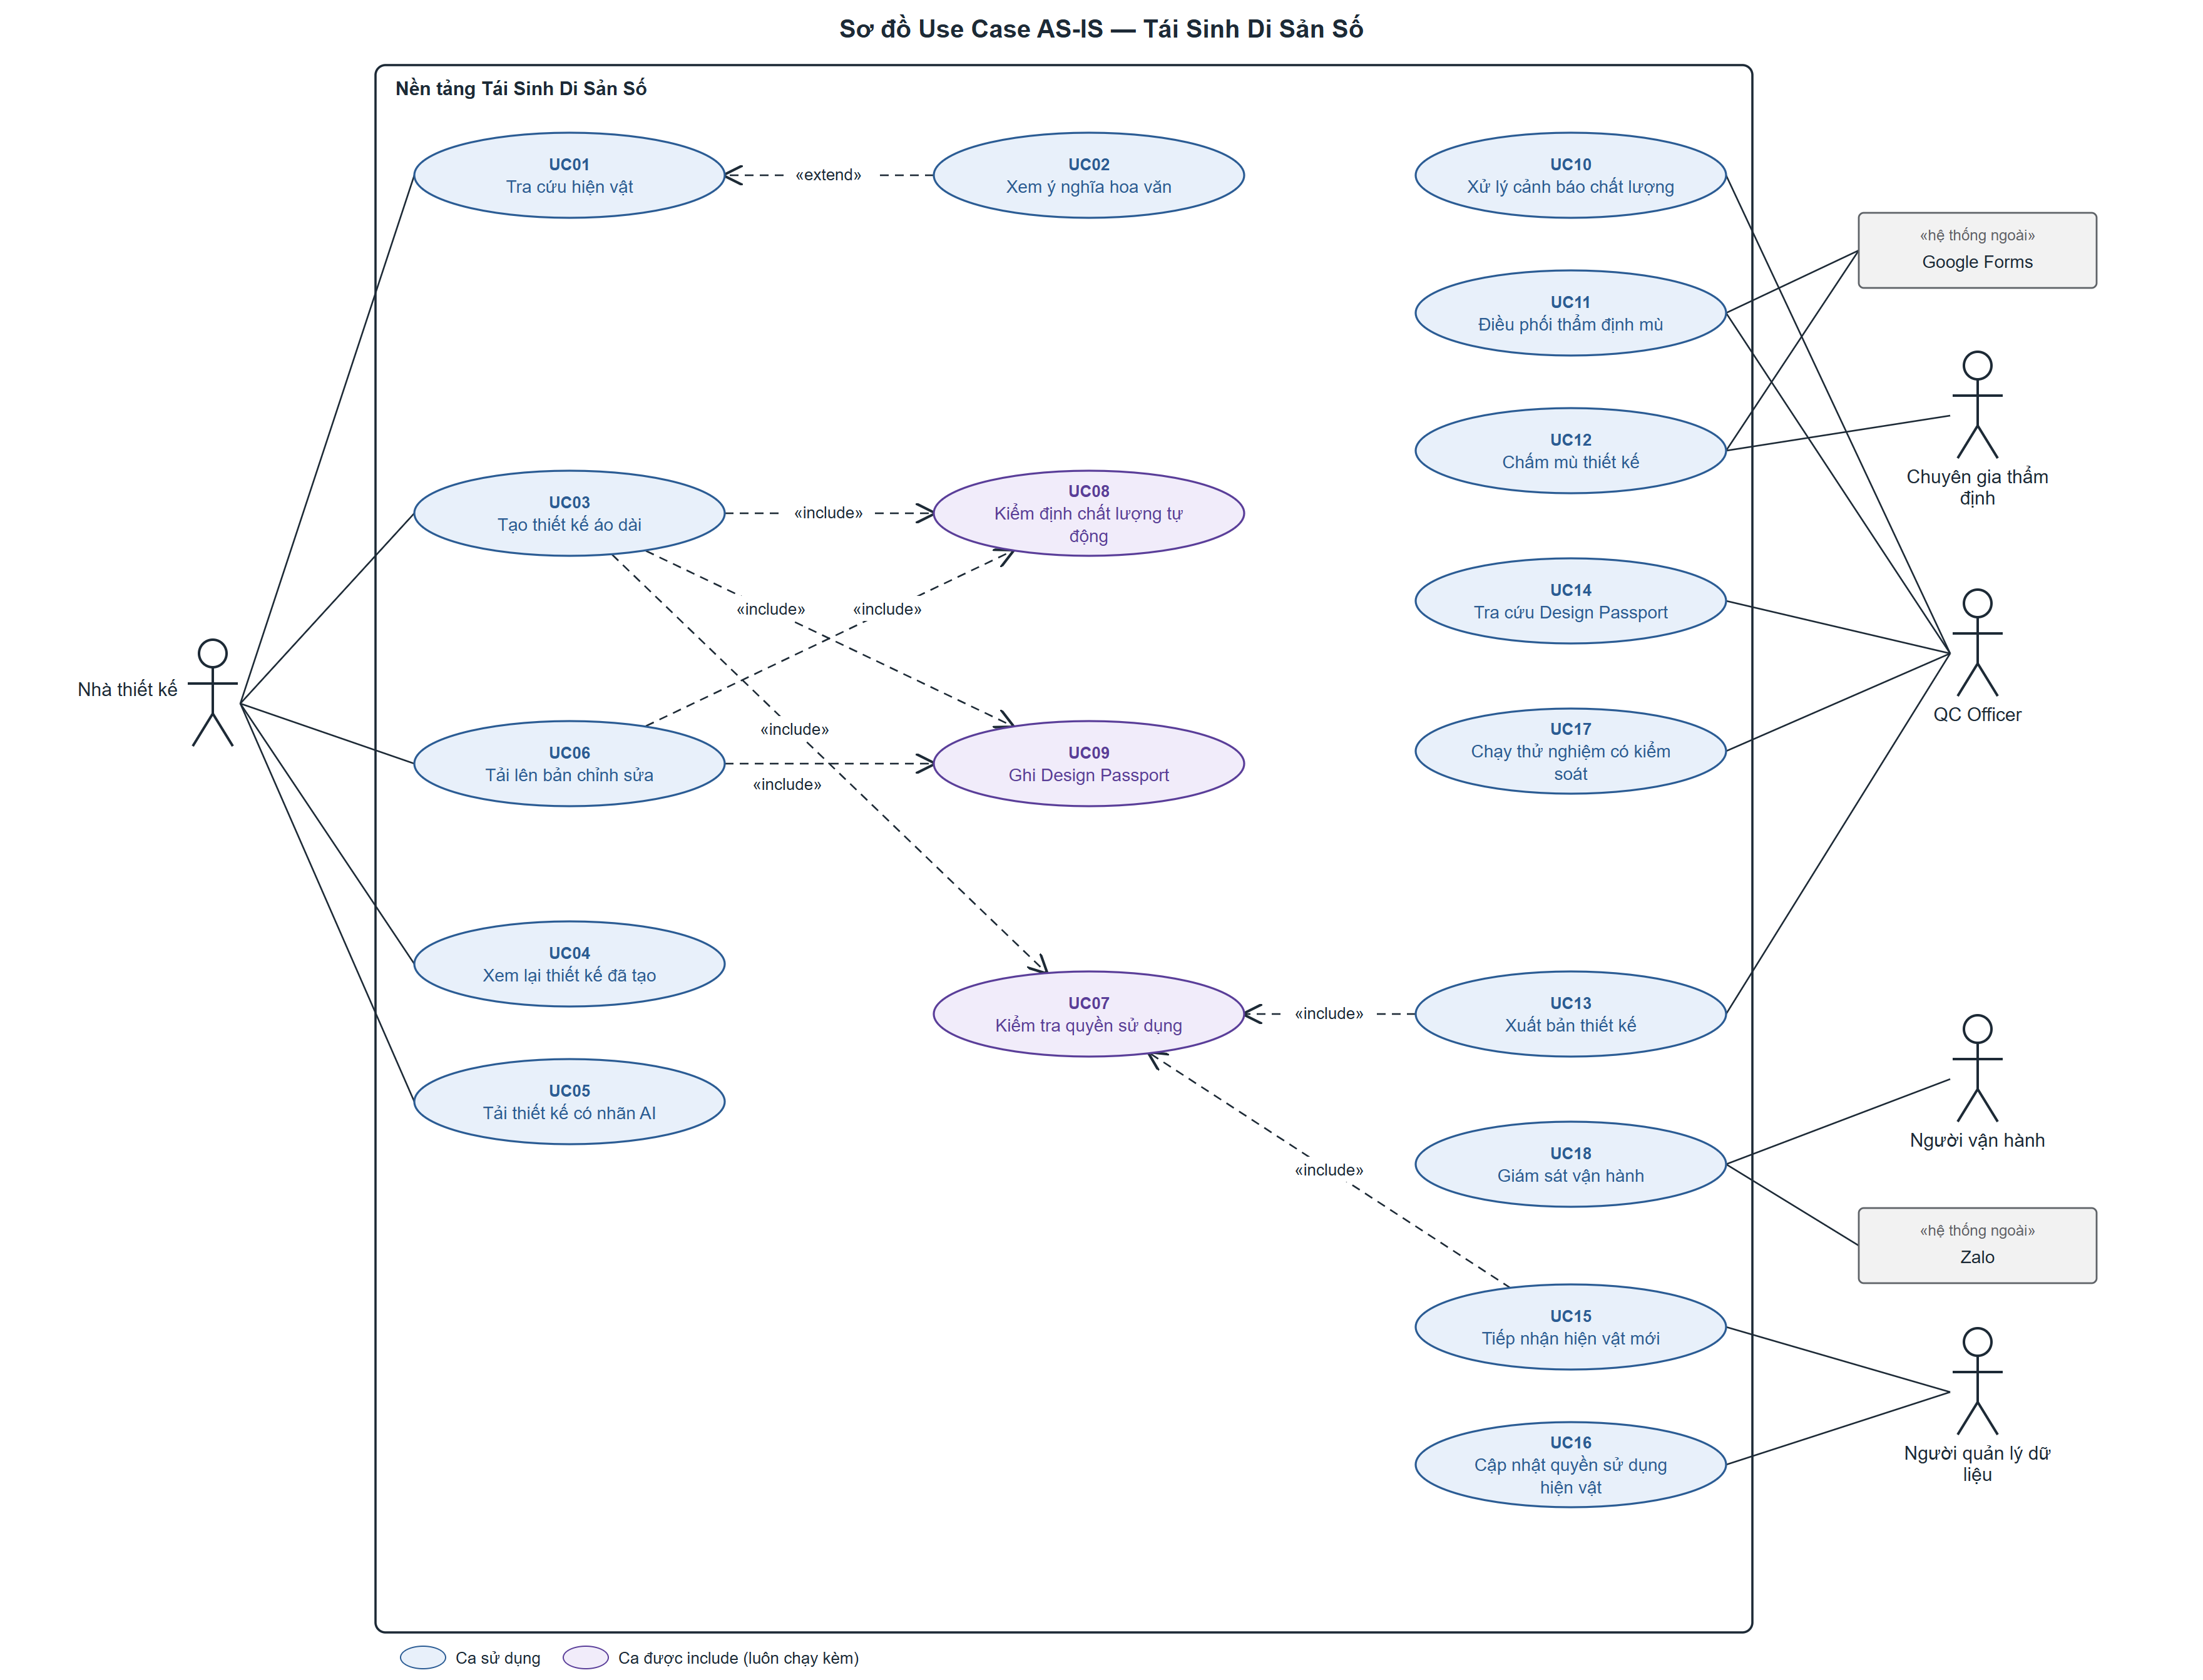 Sơ đồ Use Case AS-IS — Tái Sinh Di Sản Số
Nền tảng Tái Sinh Di Sản Số
UC01
Tra cứu hiện vật
«extend»
UC02
Xem ý nghĩa hoa văn
UC10
Xử lý cảnh báo chất lượng
«hệ thống ngoài»
Google Forms
UC11
Điều phối thẩm định mù
UC12
Chấm mù thiết kế
Chuyên gia thẩm
định
UC03
Tạo thiết kế áo dài
«include»
UC08
Kiểm định chất lượng tự
động
«include»
«include»
UC14
Tra cứu Design Passport
Nhà thiết kế
QC Officer
«include»
UC06
Tải lên bản chỉnh sửa
«include»
UC09
Ghi Design Passport
UC17
Chạy thử nghiệm có kiểm
soát
UC04
Xem lại thiết kế đã tạo
UC07
Kiểm tra quyền sử dụng
«include»
UC13
Xuất bản thiết kế
UC05
Tải thiết kế có nhãn AI
Người vận hành
«include»
UC18
Giám sát vận hành
«hệ thống ngoài»
Zalo
UC15
Tiếp nhận hiện vật mới
UC16
Cập nhật quyền sử dụng
hiện vật
Người quản lý dữ
liệu
Ca sử dụng
Ca được include (luôn chạy kèm)